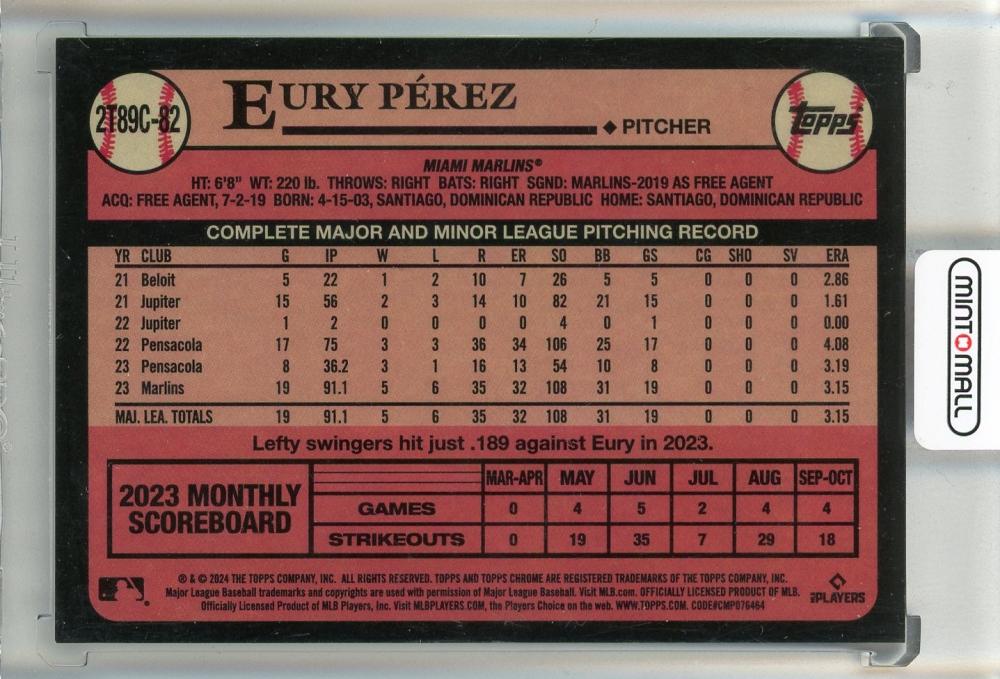 2T89C-82
EURY PÉREZ
◆ PITCHER
Topps
MIAMI MARLINS®
HT: 6'8" WT: 220 lb. THROWS: RIGHT BATS: RIGHT SGND: MARLINS-2019 AS FREE AGENT
ACQ: FREE AGENT, 7-2-19 BORN: 4-15-03, SANTIAGO, DOMINICAN REPUBLIC HOME: SANTIAGO, DOMINICAN REPUBLIC
COMPLETE MAJOR AND MINOR LEAGUE PITCHING RECORD
YR CLUB G IP W L R ER SO BB GS CG SHO SV ERA
21 Beloit 5 22 1 2 10 7 26 5 5 0 0 0 2.86
21 Jupiter 15 56 2 3 14 10 82 21 15 0 0 0 1.61
22 Jupiter 1 2 0 0 0 0 4 0 1 0 0 0 0.00
22 Pensacola 17 75 3 3 36 34 106 25 17 0 0 0 4.08
23 Pensacola 8 36.2 3 1 16 13 54 10 8 0 0 0 3.19
23 Marlins 19 91.1 5 6 35 32 108 31 19 0 0 0 3.15
MAJ. LEA. TOTALS 19 91.1 5 6 35 32 108 31 19 0 0 0 3.15
Lefty swingers hit just .189 against Eury in 2023.
2023 MONTHLY
SCOREBOARD
MAR-APR MAY JUN JUL AUG SEP-OCT
GAMES 0 4 5 2 4 4
STRIKEOUTS 0 19 35 7 29 18
® & © 2024 THE TOPPS COMPANY, INC. ALL RIGHTS RESERVED. TOPPS AND TOPPS CHROME ARE REGISTERED TRADEMARKS OF THE TOPPS COMPANY, INC.
Major League Baseball trademarks and copyrights are used with permission of Major League Baseball. Visit MLB.com. OFFICIALLY LICENSED PRODUCT OF MLB.
Officially Licensed Product of MLB Players, Inc. Visit MLBPLAYERS.COM, the Players Choice on the web. WWW.TOPPS.COM. CODE#CMP076464
PLAYERS
MINTOMALL